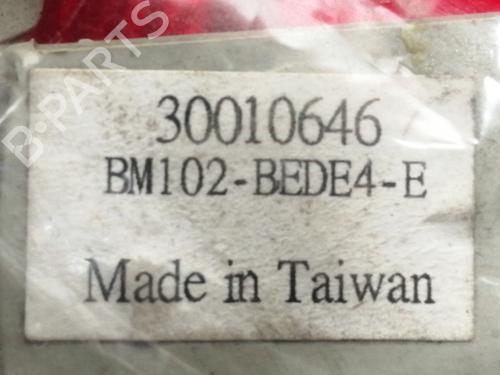 B-PARTS
30010646
BM102-BEDE4-E
Made in Taiwan